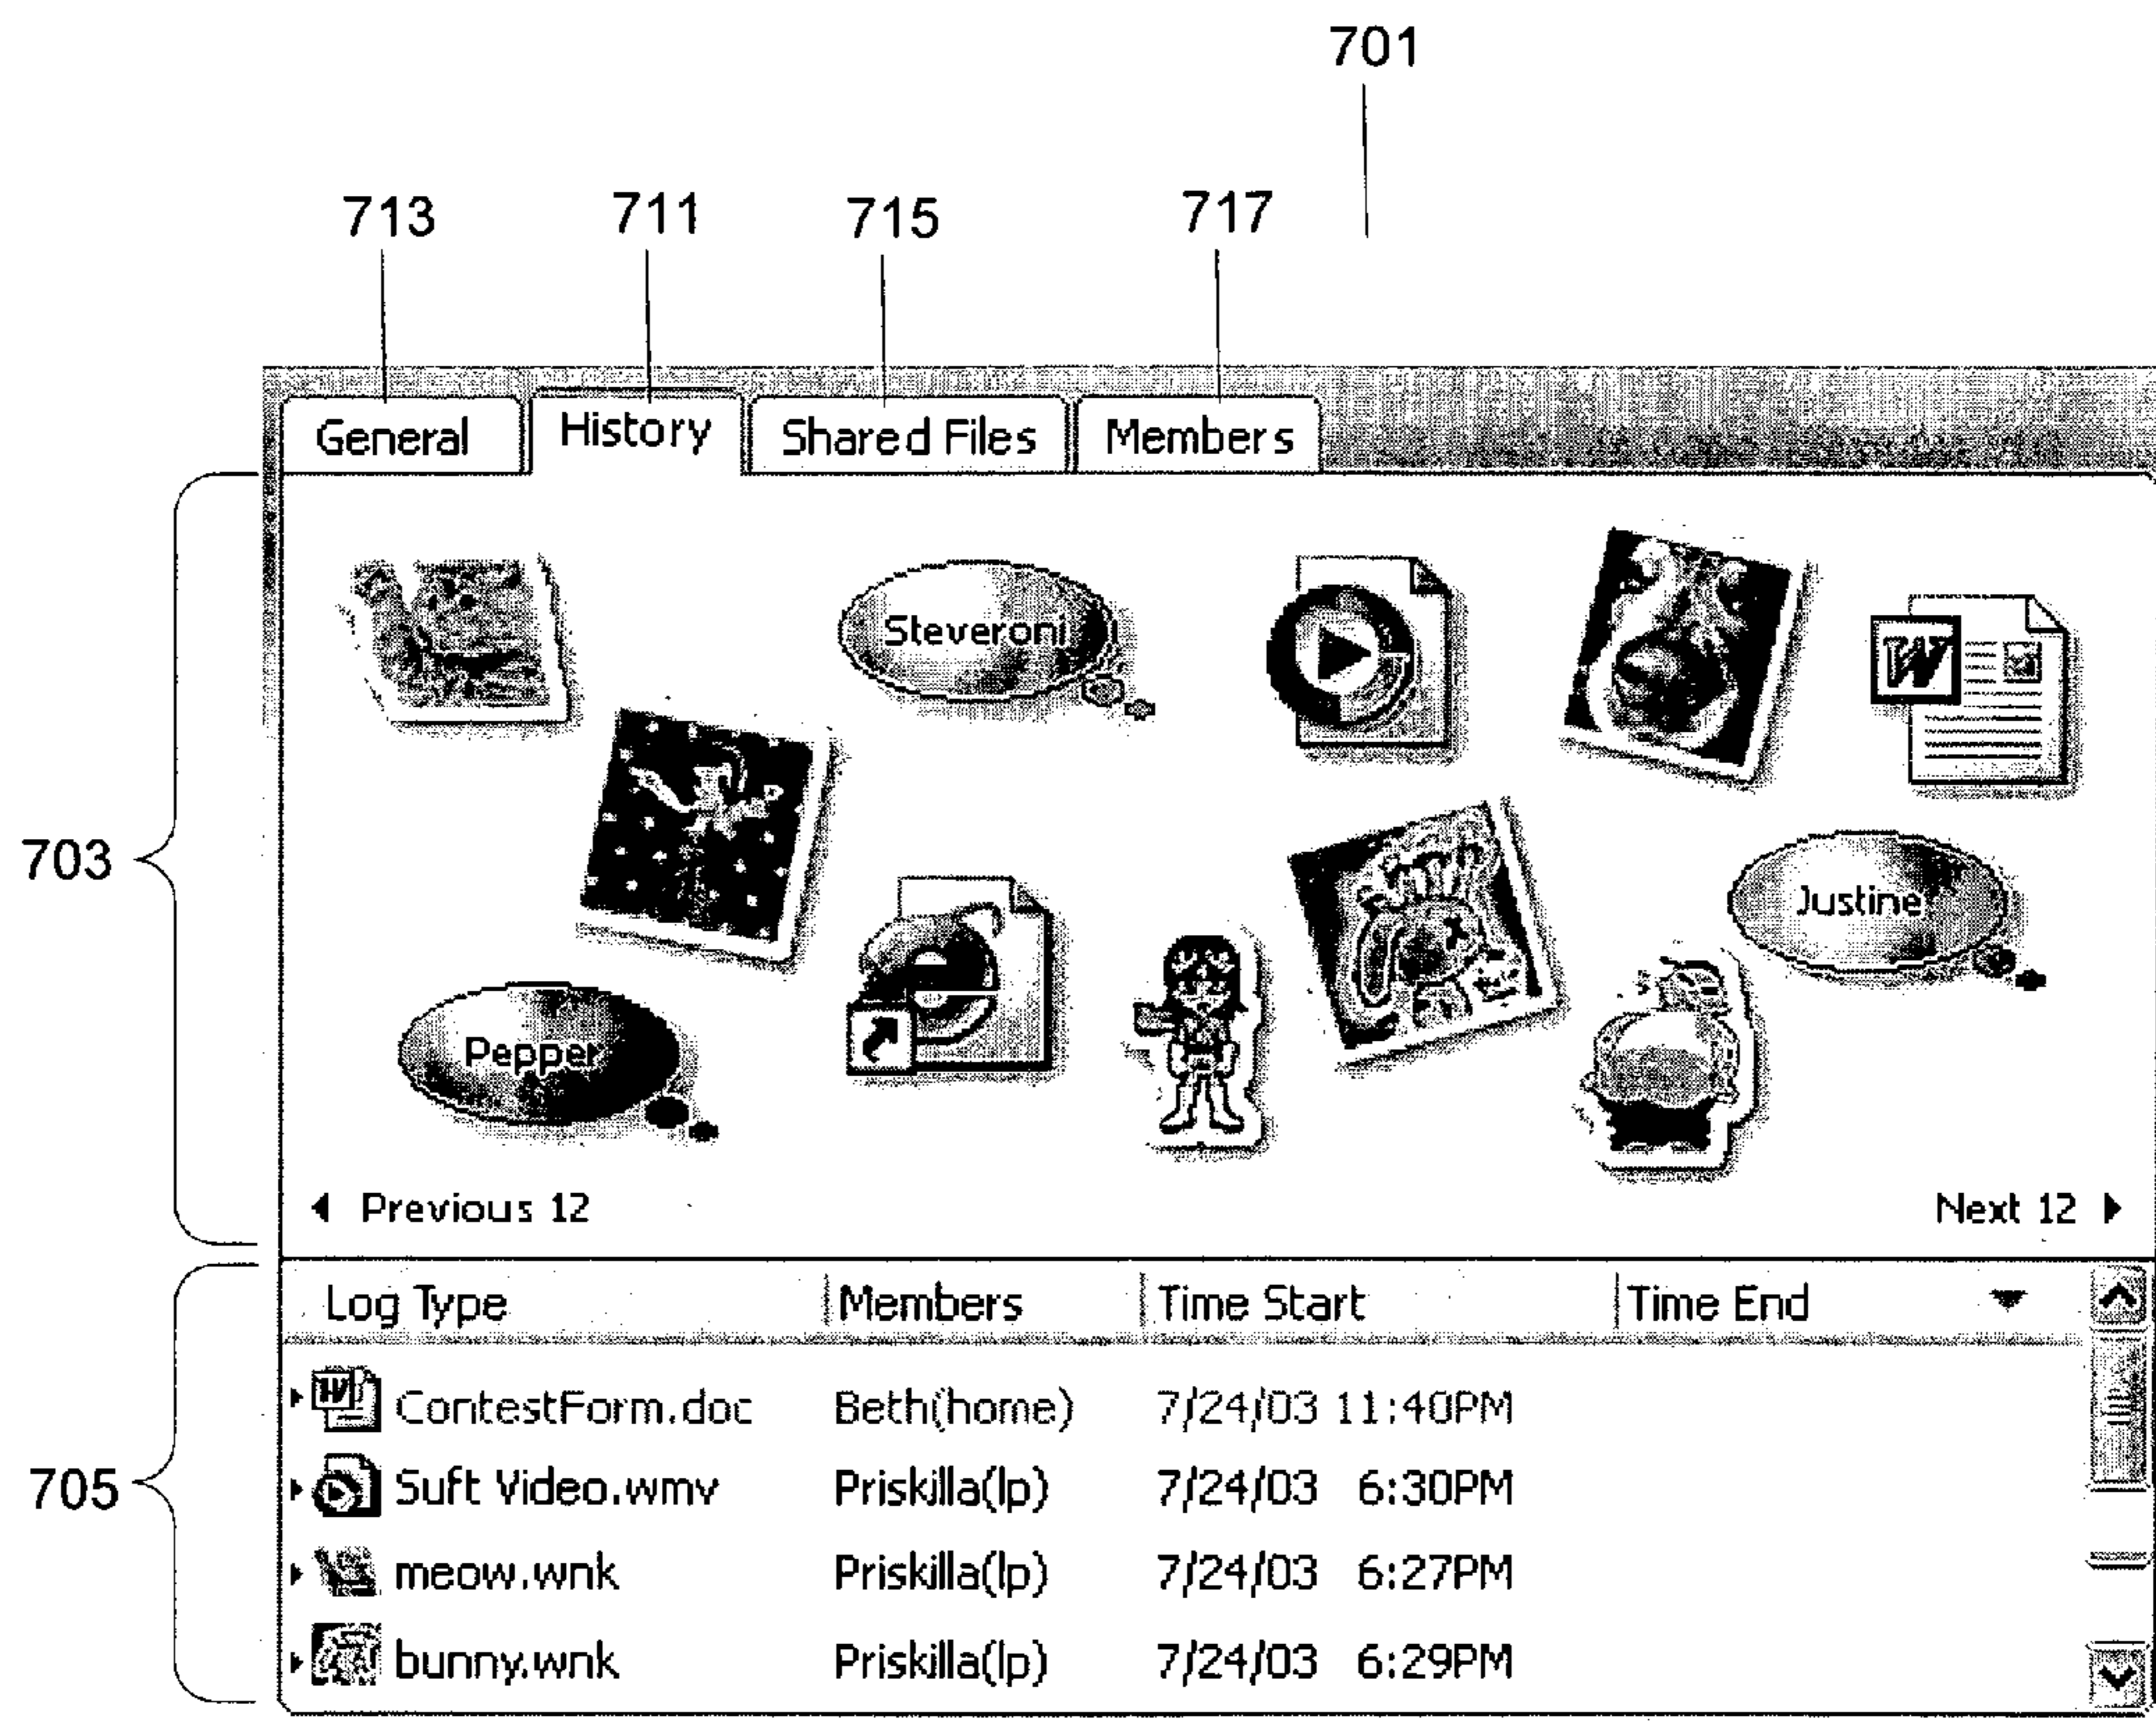 701
713 711 715 717
General History Shared Files Members
Steveroni
W
703
Justine
Pepper
Previous 12 Next 12
Log Type Members Time Start Time End
705
W ContestForm.doc Beth(home) 7/24/03 11:40PM
Suft Video.wmv Priskilla(lp) 7/24/03 6:30PM
meow.wnk Priskilla(lp) 7/24/03 6:27PM
bunny.wnk Priskilla(lp) 7/24/03 6:29PM